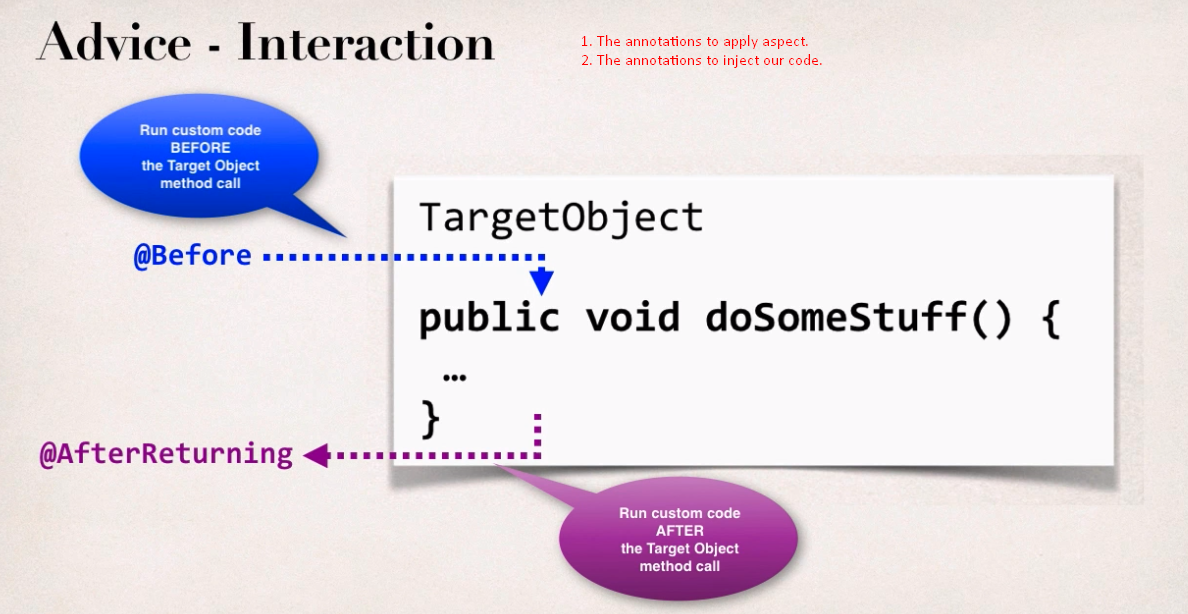 Advice - Interaction
1. The annotations to apply aspect.
2. The annotations to inject our code.
Run custom code
BEFORE
the Target Object
method call
TargetObject
@Before
public void doSomeStuff() {
…
}
@AfterReturning
Run custom code
AFTER
the Target Object
method call